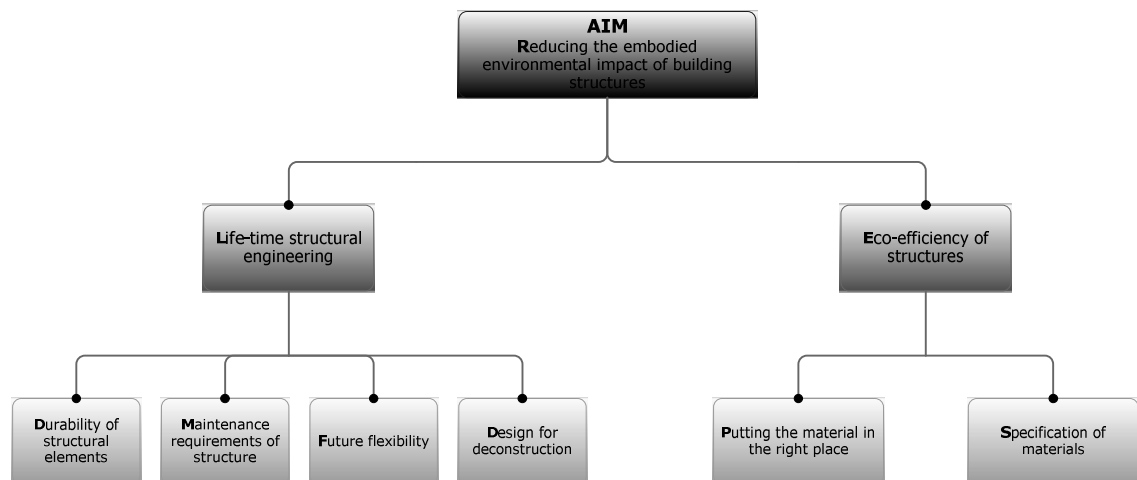 AIM
Reducing the embodied
environmental impact of building
structures
Life-time structural
engineering
Eco-efficiency of
structures
Durability of
structural
elements
Maintenance
requirements of
structure
Future flexibility
Design for
deconstruction
Putting the material in
the right place
Specification of
materials